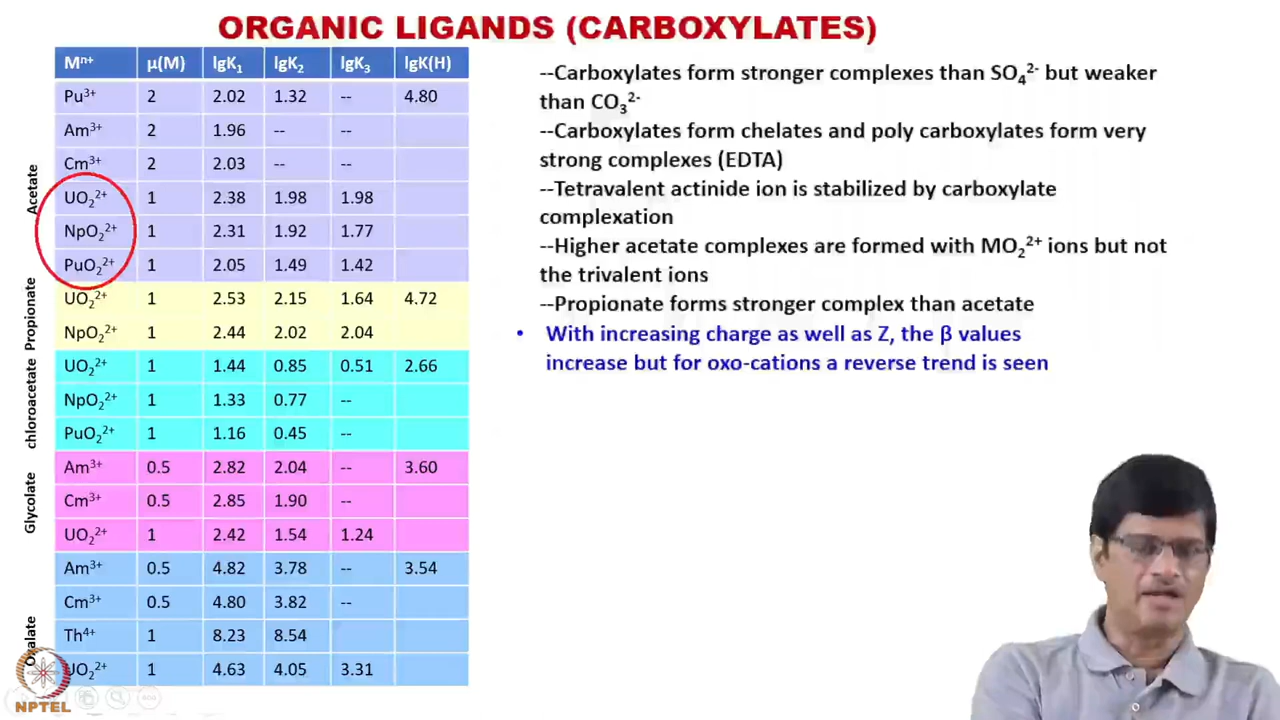 ORGANIC LIGANDS (CARBOXYLATES)
Mⁿ⁺ μ(M) lgK₁ lgK₂ lgK₃ lgK(H)
Acetate
Pu³⁺ 2 2.02 1.32 -- 4.80
Am³⁺ 2 1.96 -- --
Cm³⁺ 2 2.03 -- --
UO₂²⁺ 1 2.38 1.98 1.98
NpO₂²⁺ 1 2.31 1.92 1.77
PuO₂²⁺ 1 2.05 1.49 1.42
Propionate
UO₂²⁺ 1 2.53 2.15 1.64 4.72
NpO₂²⁺ 1 2.44 2.02 2.04
chloroacetate
UO₂²⁺ 1 1.44 0.85 0.51 2.66
NpO₂²⁺ 1 1.33 0.77 --
PuO₂²⁺ 1 1.16 0.45 --
Glycolate
Am³⁺ 0.5 2.82 2.04 -- 3.60
Cm³⁺ 0.5 2.85 1.90 --
UO₂²⁺ 1 2.42 1.54 1.24
Oxalate
Am³⁺ 0.5 4.82 3.78 -- 3.54
Cm³⁺ 0.5 4.80 3.82 --
Th⁴⁺ 1 8.23 8.54
UO₂²⁺ 1 4.63 4.05 3.31
--Carboxylates form stronger complexes than SO₄²⁻ but weaker
than CO₃²⁻
--Carboxylates form chelates and poly carboxylates form very
strong complexes (EDTA)
--Tetravalent actinide ion is stabilized by carboxylate
complexation
--Higher acetate complexes are formed with MO₂²⁺ ions but not
the trivalent ions
--Propionate forms stronger complex than acetate
• With increasing charge as well as Z, the β values
increase but for oxo-cations a reverse trend is seen
NPTEL